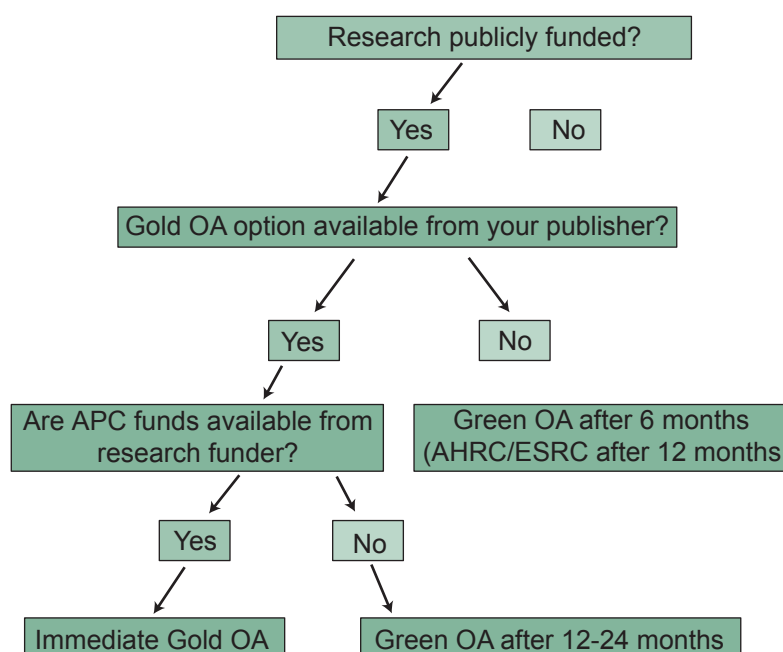 Research publicly funded?
Yes
No
Gold OA option available from your publisher?
Yes
No
Are APC funds available from
research funder?
Green OA after 6 months
(AHRC/ESRC after 12 months
Yes
No
Immediate Gold OA
Green OA after 12-24 months